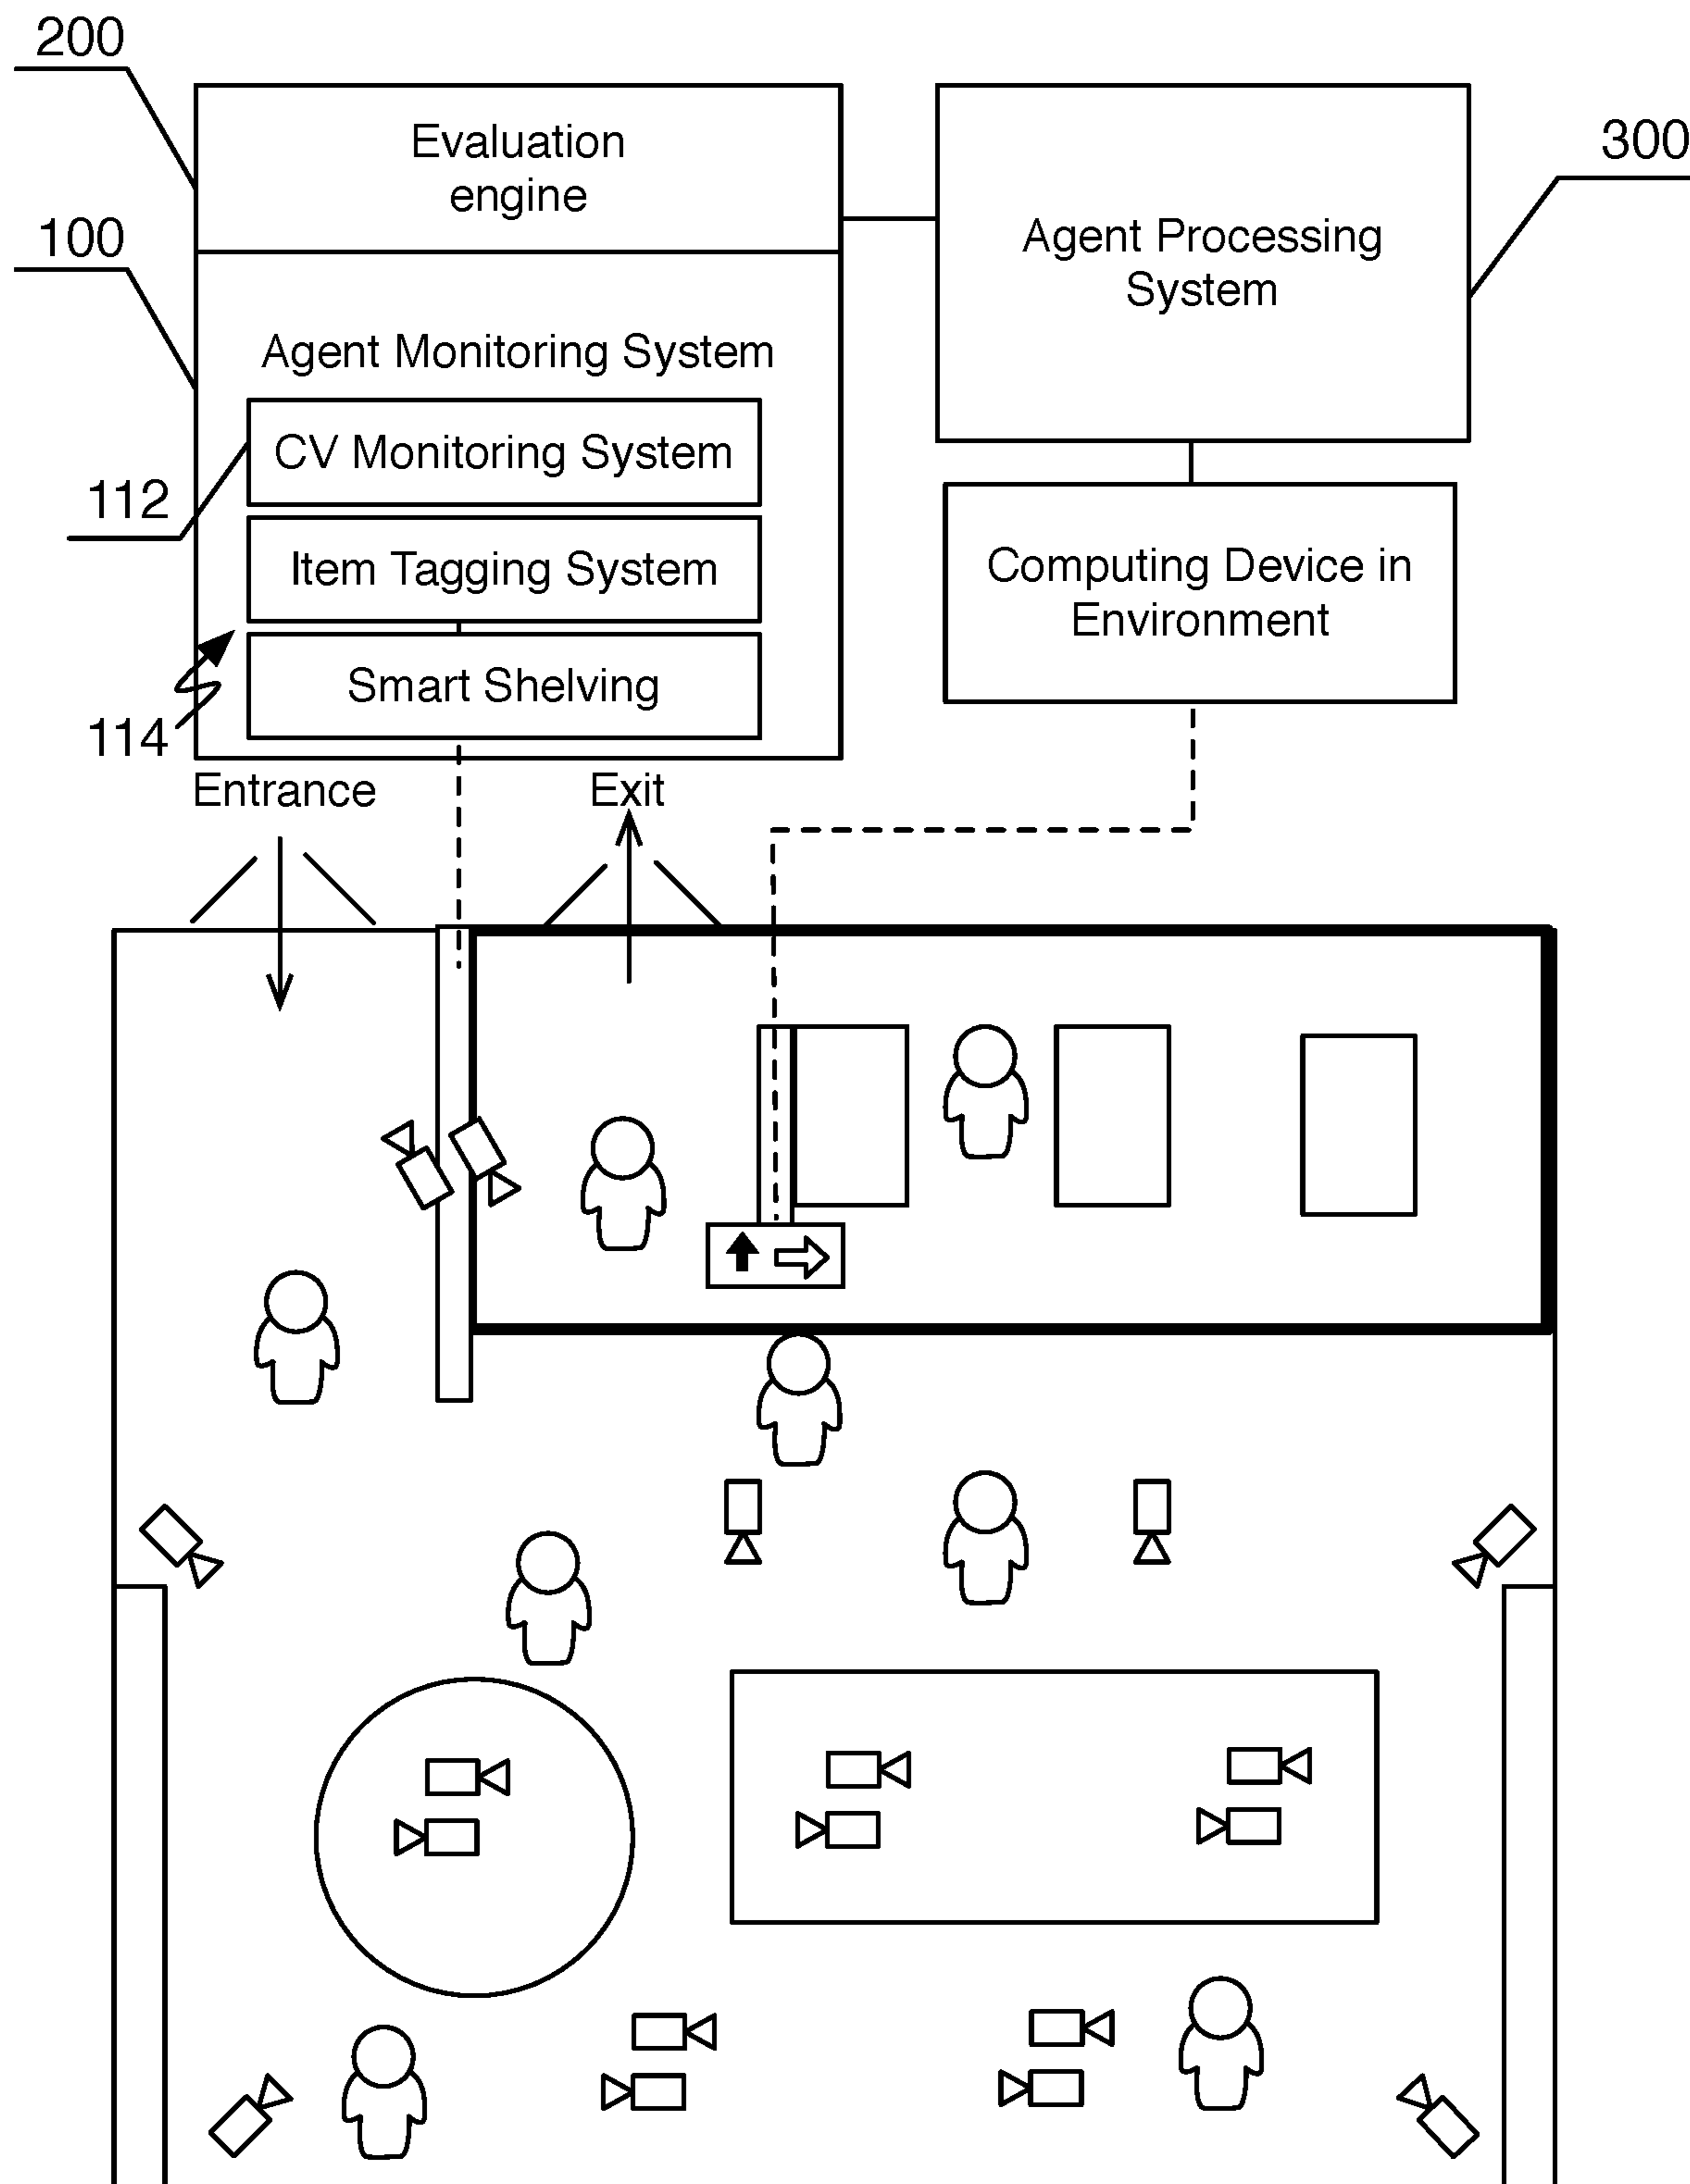 200
Evaluation
engine
300
100
Agent Processing
System
Agent Monitoring System
CV Monitoring System
112
Item Tagging System
Computing Device in
Environment
Smart Shelving
114
Entrance
Exit